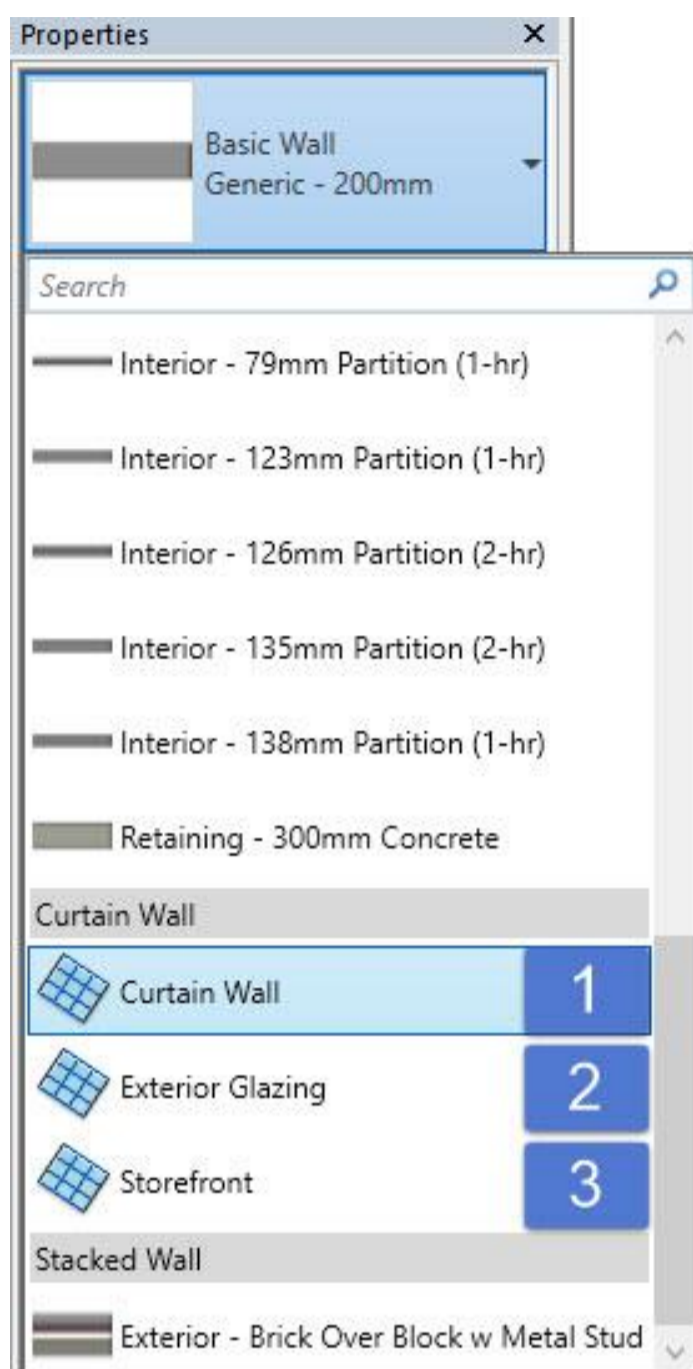 Properties
Basic Wall
Generic - 200mm
Search
Interior - 79mm Partition (1-hr)
Interior - 123mm Partition (1-hr)
Interior - 126mm Partition (2-hr)
Interior - 135mm Partition (2-hr)
Interior - 138mm Partition (1-hr)
Retaining - 300mm Concrete
Curtain Wall
Curtain Wall 1
Exterior Glazing 2
Storefront 3
Stacked Wall
Exterior - Brick Over Block w Metal Stud